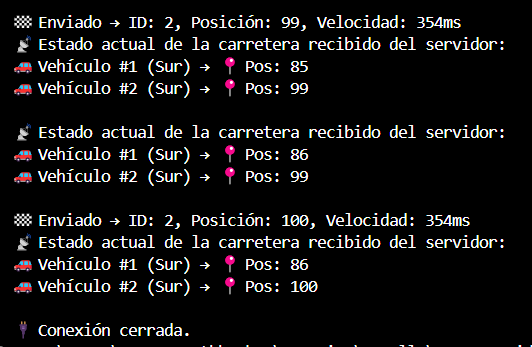 🏁 Enviado → ID: 2, Posición: 99, Velocidad: 354ms
📡 Estado actual de la carretera recibido del servidor:
🚗 Vehículo #1 (Sur) → 📍 Pos: 85
🚗 Vehículo #2 (Sur) → 📍 Pos: 99
📡 Estado actual de la carretera recibido del servidor:
🚗 Vehículo #1 (Sur) → 📍 Pos: 86
🚗 Vehículo #2 (Sur) → 📍 Pos: 99
🏁 Enviado → ID: 2, Posición: 100, Velocidad: 354ms
📡 Estado actual de la carretera recibido del servidor:
🚗 Vehículo #1 (Sur) → 📍 Pos: 86
🚗 Vehículo #2 (Sur) → 📍 Pos: 100
🔌 Conexión cerrada.